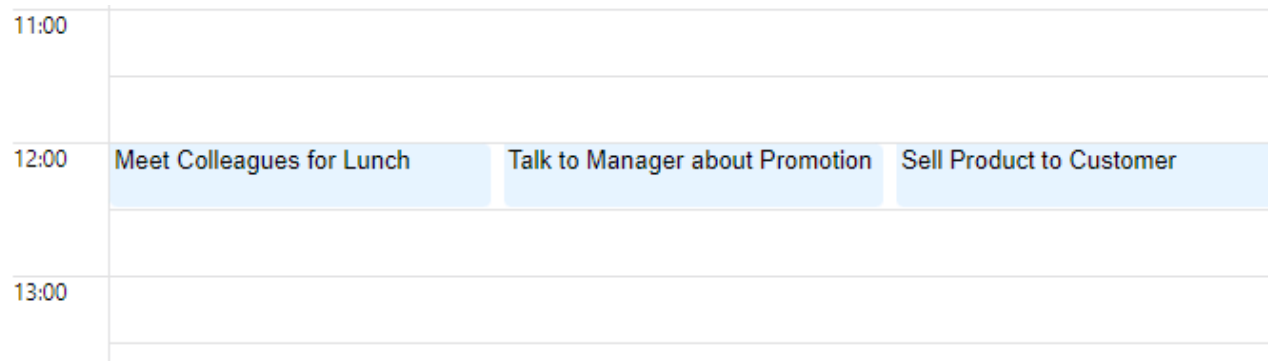 11:00
12:00 Meet Colleagues for Lunch Talk to Manager about Promotion Sell Product to Customer
13:00